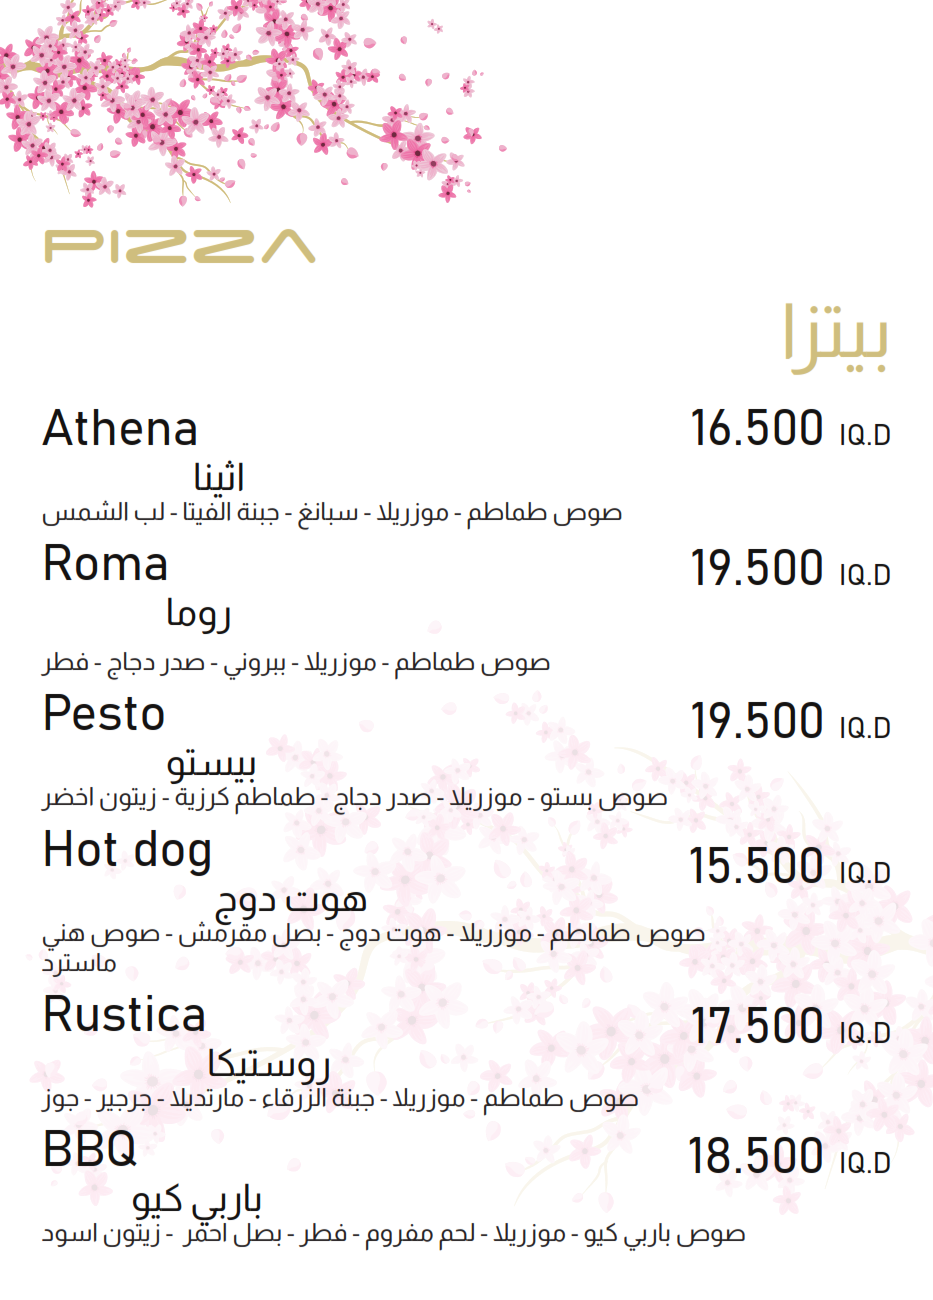 PIZZA
بيتزا
Athena 16.500 IQ.D
اثينا
صوص طماطم - موزريلا - سبانغ - جبنة الفيتا - لب الشمس
Roma 19.500 IQ.D
روما
صوص طماطم - موزريلا - ببروني - صدر دجاج - فطر
Pesto 19.500 IQ.D
بيستو
صوص بستو - موزريلا - صدر دجاج - طماطم كرزية - زيتون اخضر
Hot dog 15.500 IQ.D
هوت دوج
صوص طماطم - موزريلا - هوت دوج - بصل مقرمش - صوص هني
ماسترد
Rustica 17.500 IQ.D
روستيكا
صوص طماطم - موزريلا - جبنة الزرقاء - مارتديلا - جرجير - جوز
BBQ 18.500 IQ.D
باربي كيو
صوص باربي كيو - موزريلا - لحم مفروم - فطر - بصل احمر - زيتون اسود